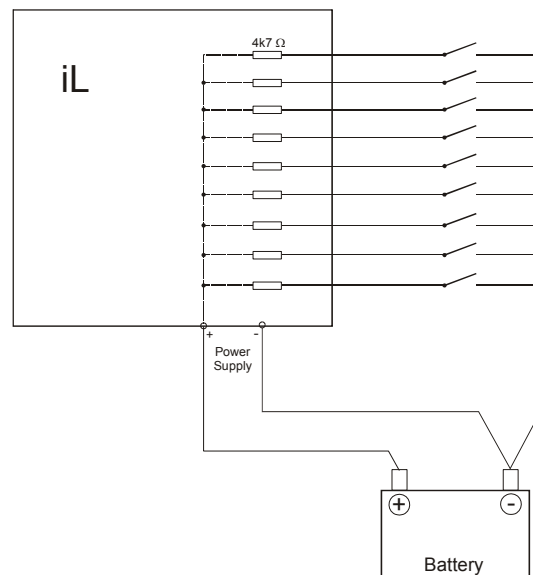 4k7 Ω
iL
+ -
Power
Supply
+ -
Battery